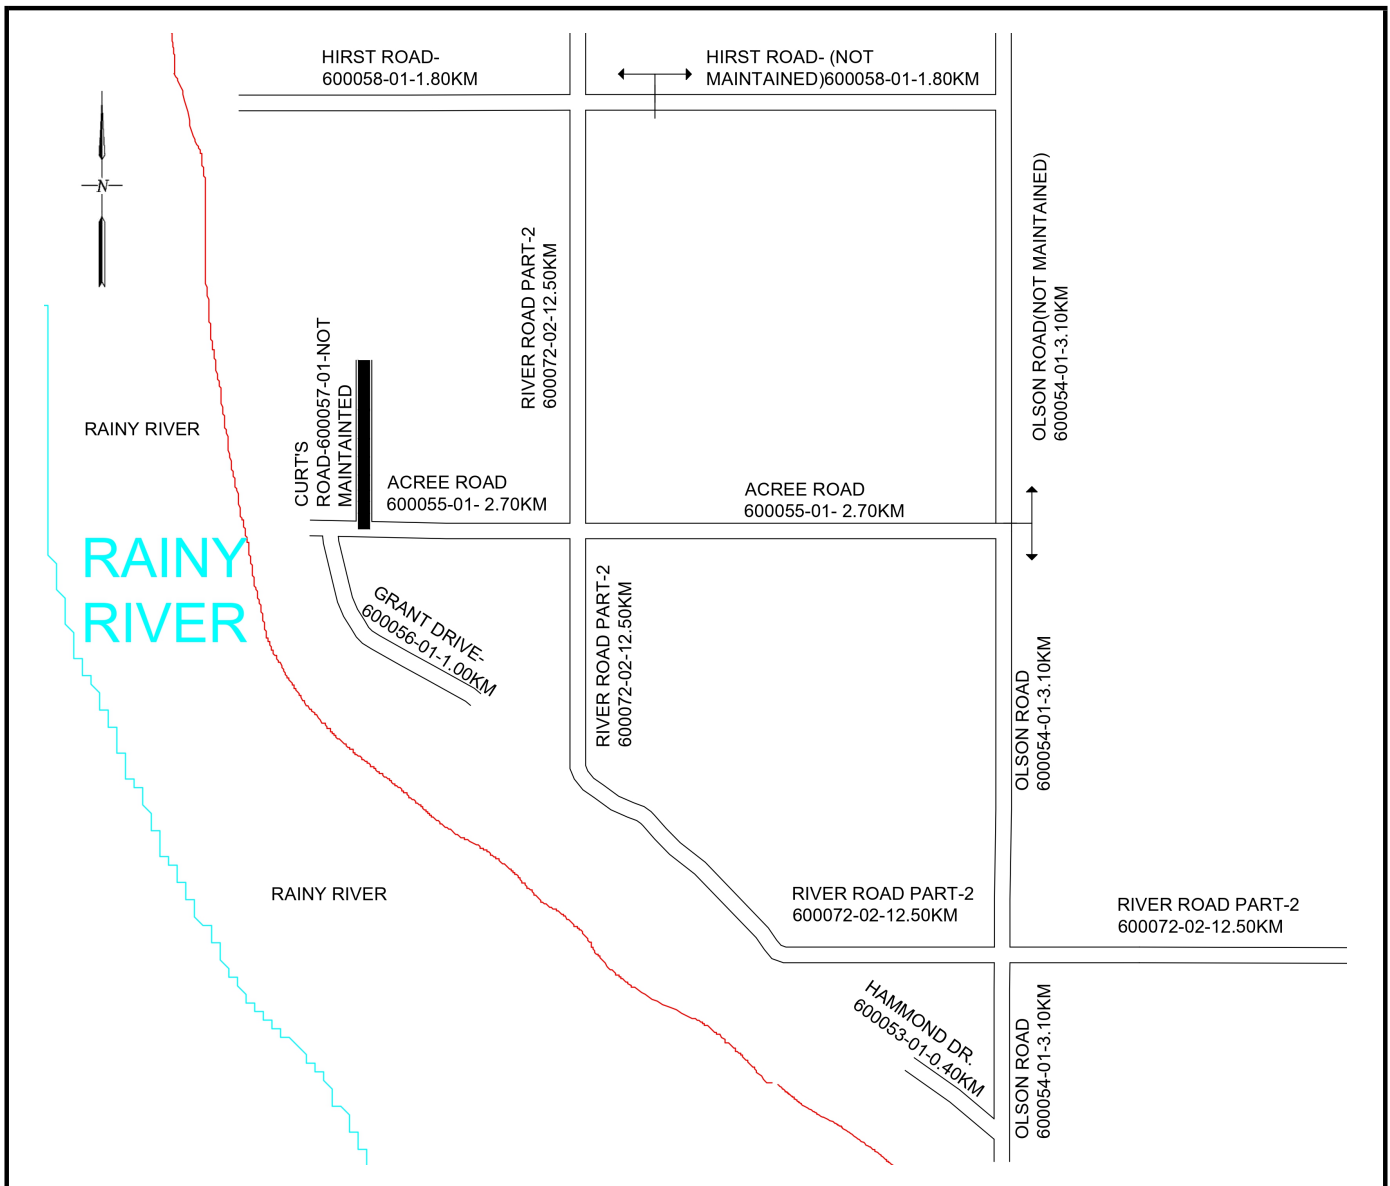 HIRST ROAD-
600058-01-1.80KM
HIRST ROAD- (NOT
MAINTAINED)600058-01-1.80KM
N
OLSON ROAD(NOT MAINTAINED)
600054-01-3.10KM
RIVER ROAD PART-2
600072-02-12.50KM
CURT'S
ROAD-600057-01-NOT
MAINTAINTED
RAINY RIVER
ACREE ROAD
600055-01- 2.70KM
ACREE ROAD
600055-01- 2.70KM
RAINY
RIVER
GRANT DRIVE-
600056-01-1.00KM
RIVER ROAD PART-2
600072-02-12.50KM
OLSON ROAD
600054-01-3.10KM
RAINY RIVER
RIVER ROAD PART-2
600072-02-12.50KM
RIVER ROAD PART-2
600072-02-12.50KM
HAMMOND DR.
600053-01-0.40KM
OLSON ROAD
600054-01-3.10KM